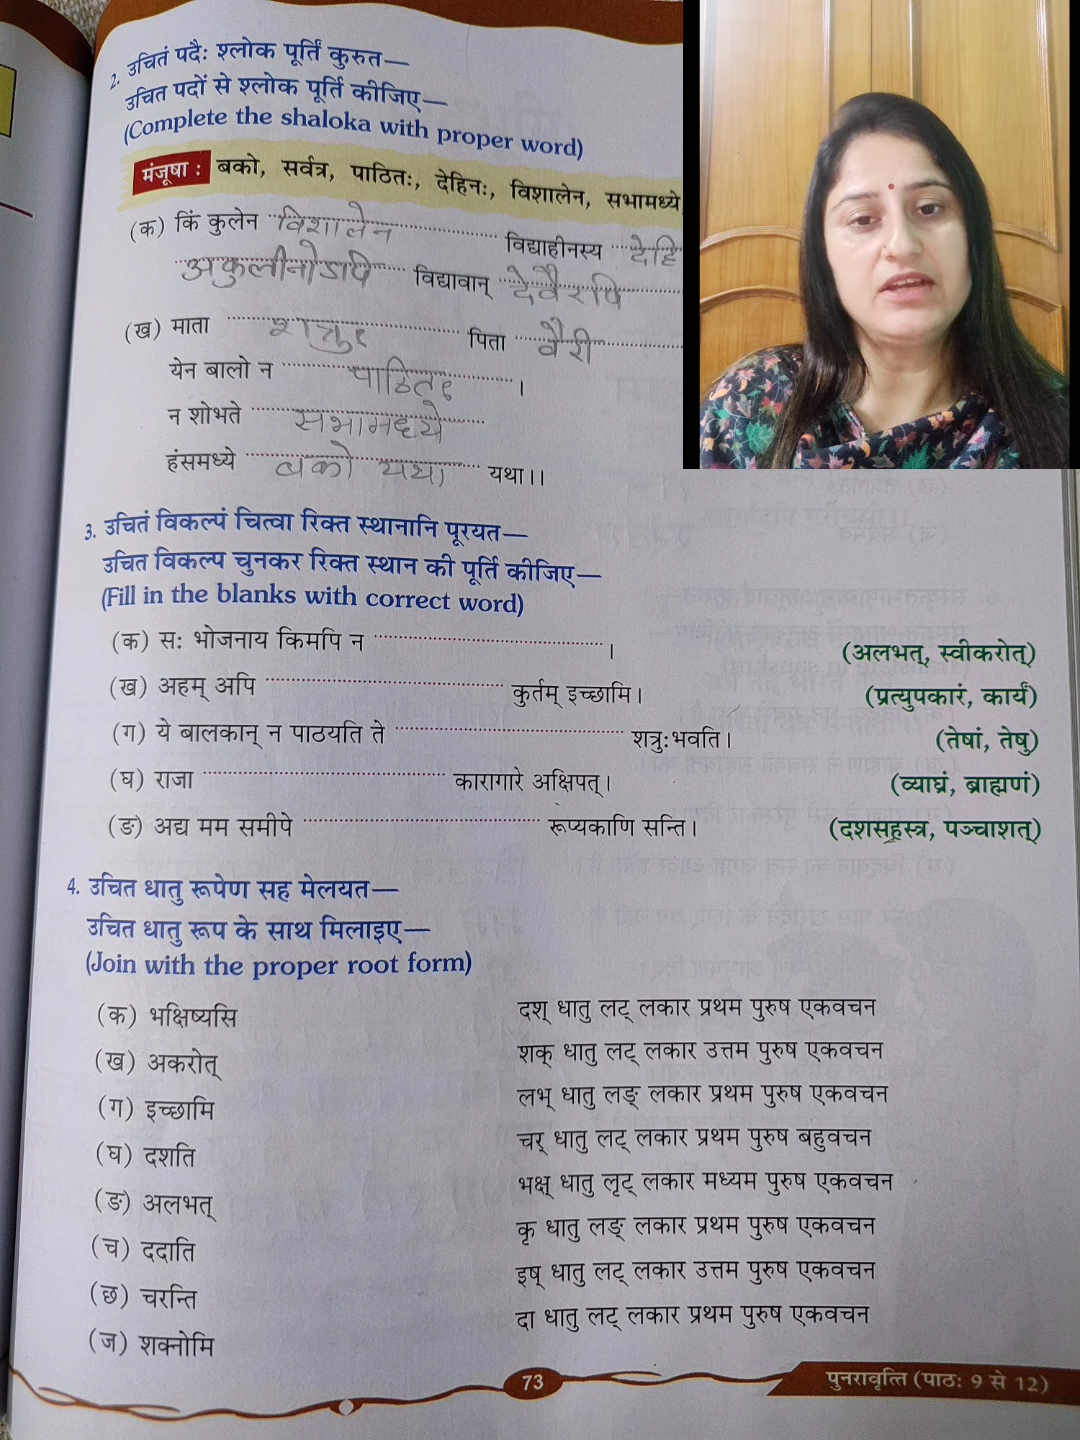 2. उचितं पदैः श्लोक पूर्तिं कुरुत—
उचित पदों से श्लोक पूर्ति कीजिए—
(Complete the shaloka with proper word)
मंजूषा : बको, सर्वत्र, पाठितः, देहिनः, विशालेन, सभामध्ये,
(क) किं कुलेन विशालेन विद्याहीनस्य देहि
अकुलीनोऽपि विद्यावान् देवैरपि
(ख) माता शत्रुः पिता वैरी
येन बालो न पाठितः ।
न शोभते सभामध्ये
हंसमध्ये बको यथा यथा।।
3. उचितं विकल्पं चित्वा रिक्त स्थानानि पूरयत—
उचित विकल्प चुनकर रिक्त स्थान की पूर्ति कीजिए—
(Fill in the blanks with correct word)
(क) सः भोजनाय किमपि न । (अलभत्, स्वीकरोत्)
(ख) अहम् अपि कुर्तम् इच्छामि। (प्रत्युपकारं, कार्यं)
(ग) ये बालकान् न पाठयति ते शत्रुःभवति। (तेषां, तेषु)
(घ) राजा कारागारे अक्षिपत्। (व्याघ्रं, ब्राह्मणं)
(ङ) अद्य मम समीपे रूप्यकाणि सन्ति। (दशसहस्त्र, पञ्चाशत्)
4. उचित धातु रूपेण सह मेलयत—
उचित धातु रूप के साथ मिलाइए—
(Join with the proper root form)
(क) भक्षिष्यसि दश् धातु लट् लकार प्रथम पुरुष एकवचन
(ख) अकरोत् शक् धातु लट् लकार उत्तम पुरुष एकवचन
(ग) इच्छामि लभ् धातु लङ् लकार प्रथम पुरुष एकवचन
(घ) दशति चर् धातु लट् लकार प्रथम पुरुष बहुवचन
(ङ) अलभत् भक्ष् धातु लृट् लकार मध्यम पुरुष एकवचन
(च) ददाति कृ धातु लङ् लकार प्रथम पुरुष एकवचन
(छ) चरन्ति इष् धातु लट् लकार उत्तम पुरुष एकवचन
(ज) शक्नोमि दा धातु लट् लकार प्रथम पुरुष एकवचन
73
पुनरावृत्ति (पाठः 9 से 12)